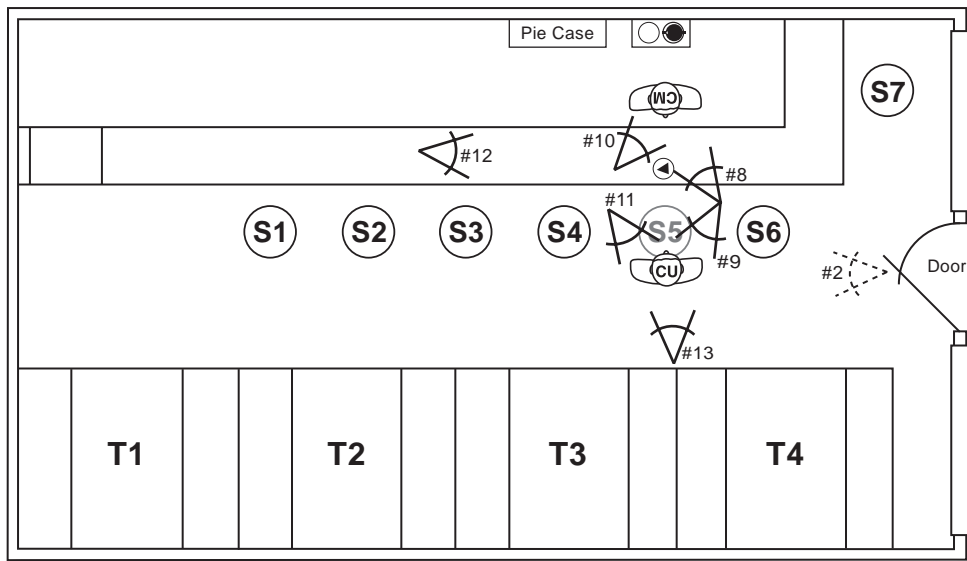 Pie Case
S7
CM
#10
#12
#8
#11
S1
S2
S3
S4
S5
S6
#9
CU
#2
Door
#13
T1
T2
T3
T4